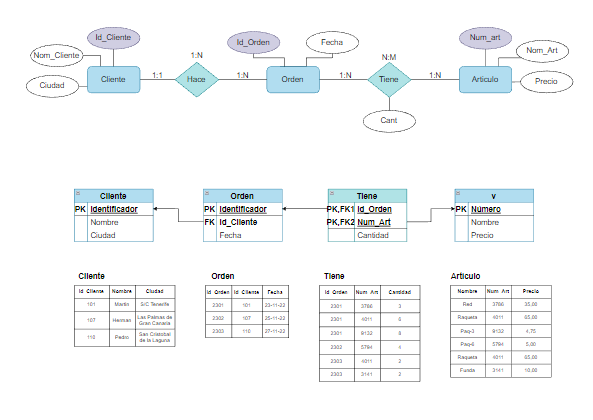 Id_Cliente
Nom_Cliente
Ciudad
Cliente
1:1
1:N
Hace
1:N
Id_Orden
Fecha
Orden
1:N
N:M
Tiene
Cant
1:N
Num_art
Nom_Art
Precio
Articulo
Cliente
PK Identificador
Nombre
Ciudad
Orden
PK Identificador
FK Id_Cliente
Fecha
Tiene
PK,FK1 Id_Orden
PK,FK2 Num_Art
Cantidad
v
PK Número
Nombre
Precio
Cliente
Id Cliente Nombre Ciudad
101 Martin S/C Tenerife
107 Hernan Las Palmas de Gran Canaria
110 Pedro San Cristobal de la Laguna
Orden
Id_Orden Id_Cliente Fecha
2301 101 23-11-22
2302 107 25-11-22
2303 110 27-11-22
Tiene
Id_Orden Num_Art Cantidad
2301 3786 3
2301 4011 6
2301 9132 8
2302 5794 4
2303 4011 2
2303 3141 2
Articulo
Nombre Num_Art Precio
Red 3786 35,00
Raqueta 4011 65,00
Paq-3 9132 4,75
Paq-6 5794 5,00
Raqueta 4011 65,00
Funda 3141 10,00